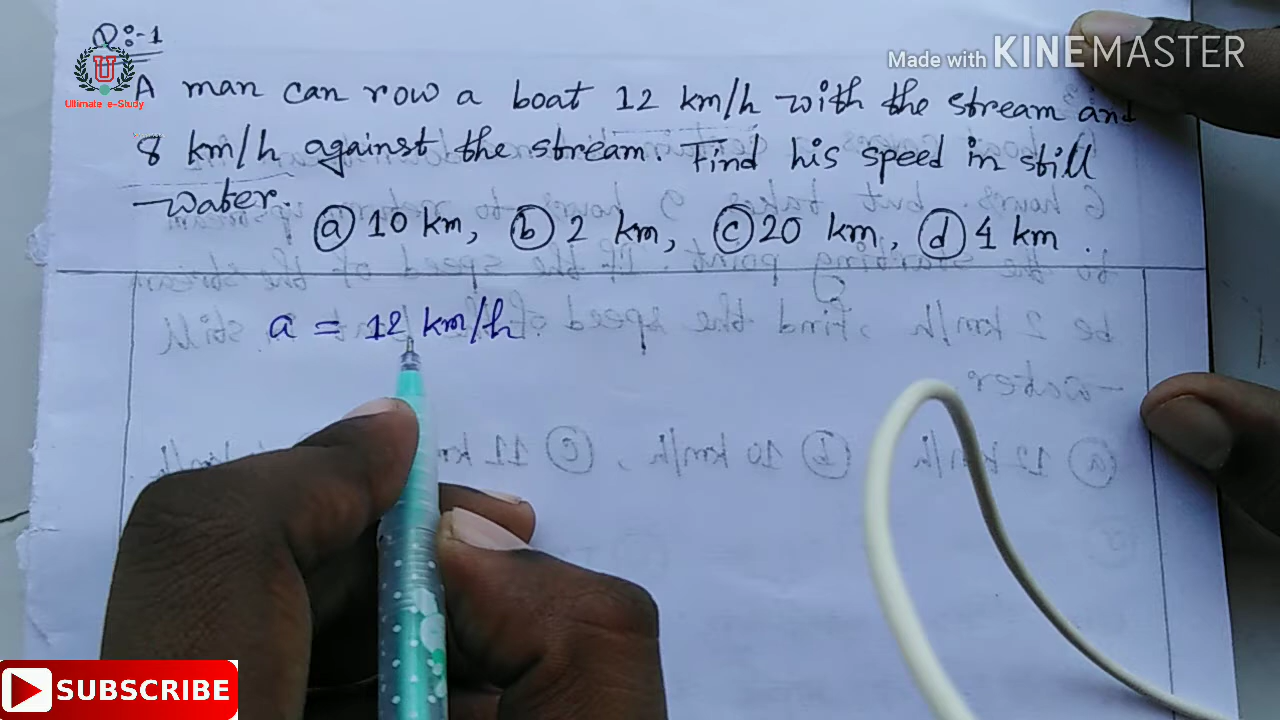 Q:-1
Made with KINEMASTER
Ultimate e-Study
A man can row a boat 12 km/h with the stream and
8 km/h against the stream. Find his speed in still
water.
(a) 10 km, (b) 2 km, (c) 20 km, (d) 4 km.
a = 12 km/h
SUBSCRIBE